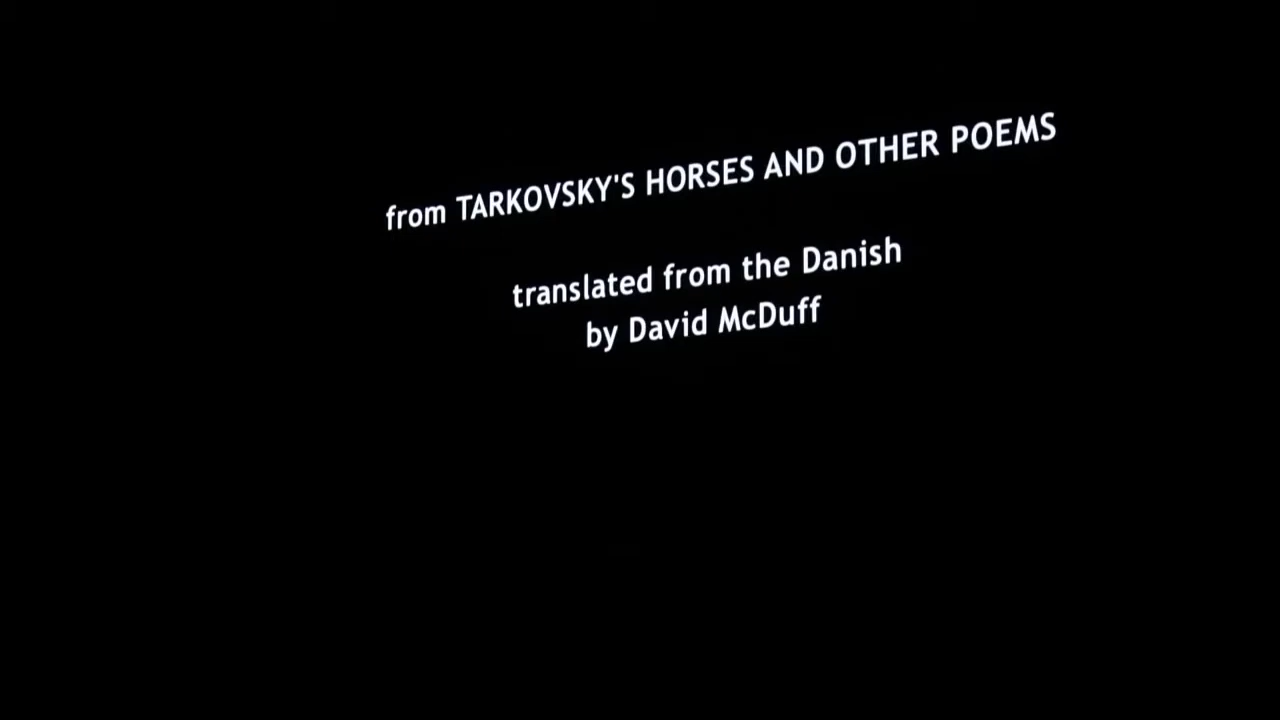 from TARKOVSKY'S HORSES AND OTHER POEMS
translated from the Danish
by David McDuff